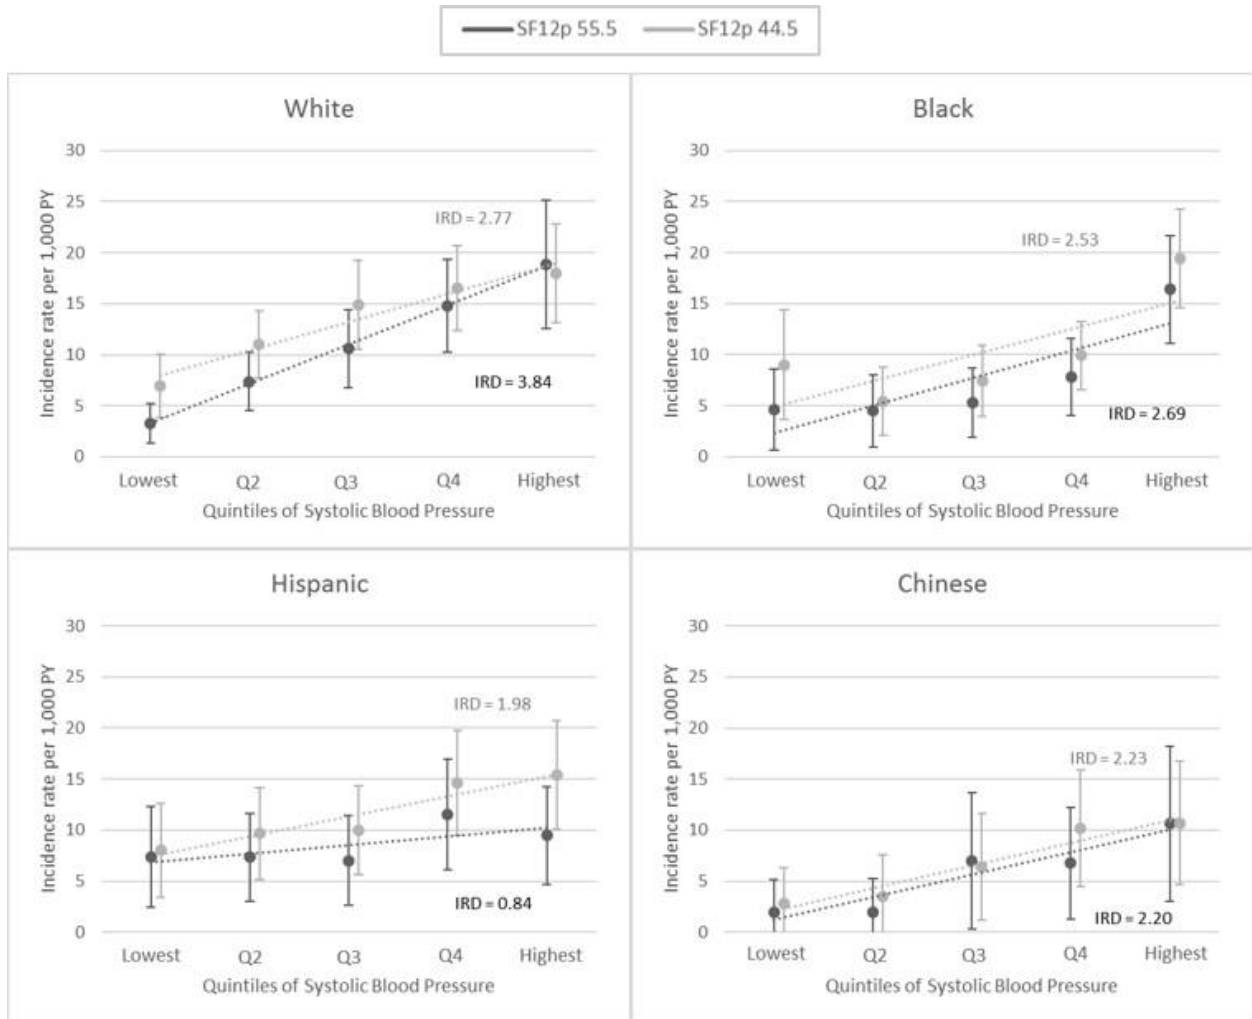 SF12p 55.5 SF12p 44.5
White
Incidence rate per 1,000 PY
30
25
20
15
10
5
0
IRD = 2.77
IRD = 3.84
Lowest Q2 Q3 Q4 Highest
Quintiles of Systolic Blood Pressure
Black
Incidence rate per 1,000 PY
30
25
20
15
10
5
0
IRD = 2.53
IRD = 2.69
Lowest Q2 Q3 Q4 Highest
Quintiles of Systolic Blood Pressure
Hispanic
Incidence rate per 1,000 PY
30
25
20
15
10
5
0
IRD = 1.98
IRD = 0.84
Lowest Q2 Q3 Q4 Highest
Quintiles of Systolic Blood Pressure
Chinese
Incidence rate per 1,000 PY
30
25
20
15
10
5
0
IRD = 2.23
IRD = 2.20
Lowest Q2 Q3 Q4 Highest
Quintiles of Systolic Blood Pressure